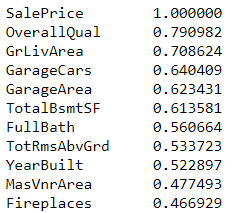 SalePrice 1.000000
OverallQual 0.790982
GrLivArea 0.708624
GarageCars 0.640409
GarageArea 0.623431
TotalBsmtSF 0.613581
FullBath 0.560664
TotRmsAbvGrd 0.533723
YearBuilt 0.522897
MasVnrArea 0.477493
Fireplaces 0.466929